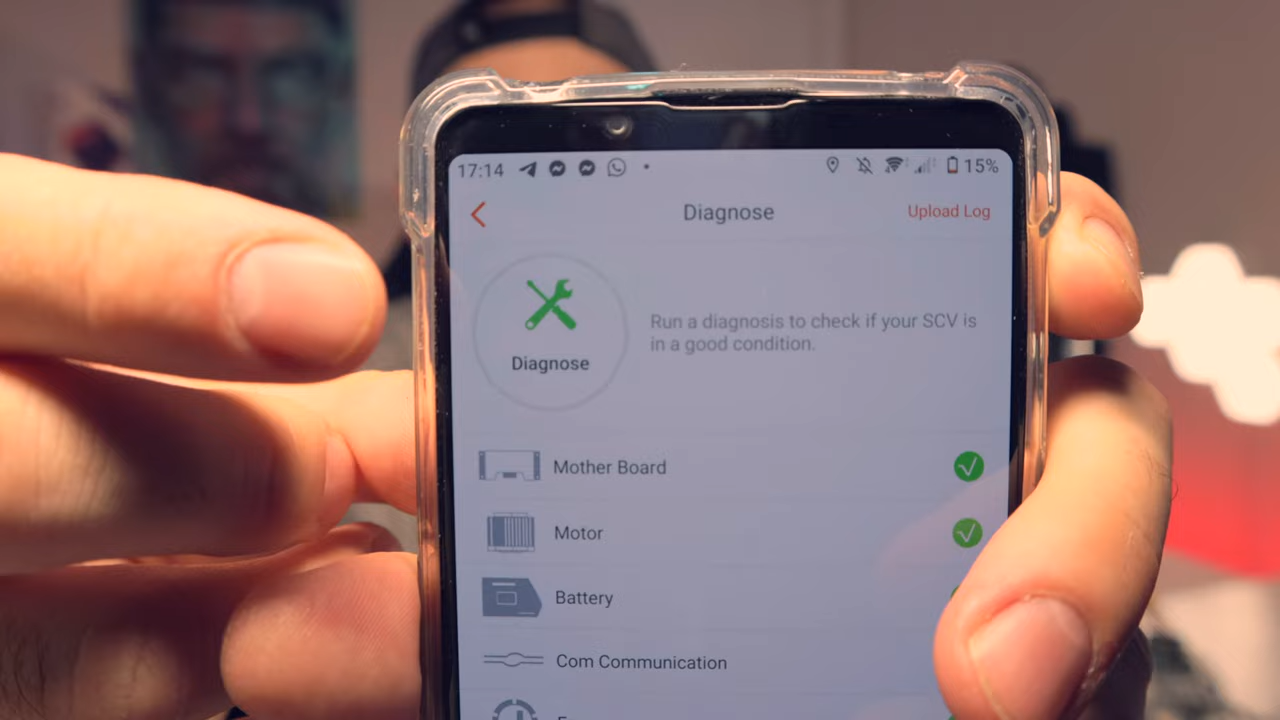 17:14
15%
Diagnose
Upload Log
Run a diagnosis to check if your SCV is
in a good condition.
Diagnose
Mother Board
Motor
Battery
Com Communication